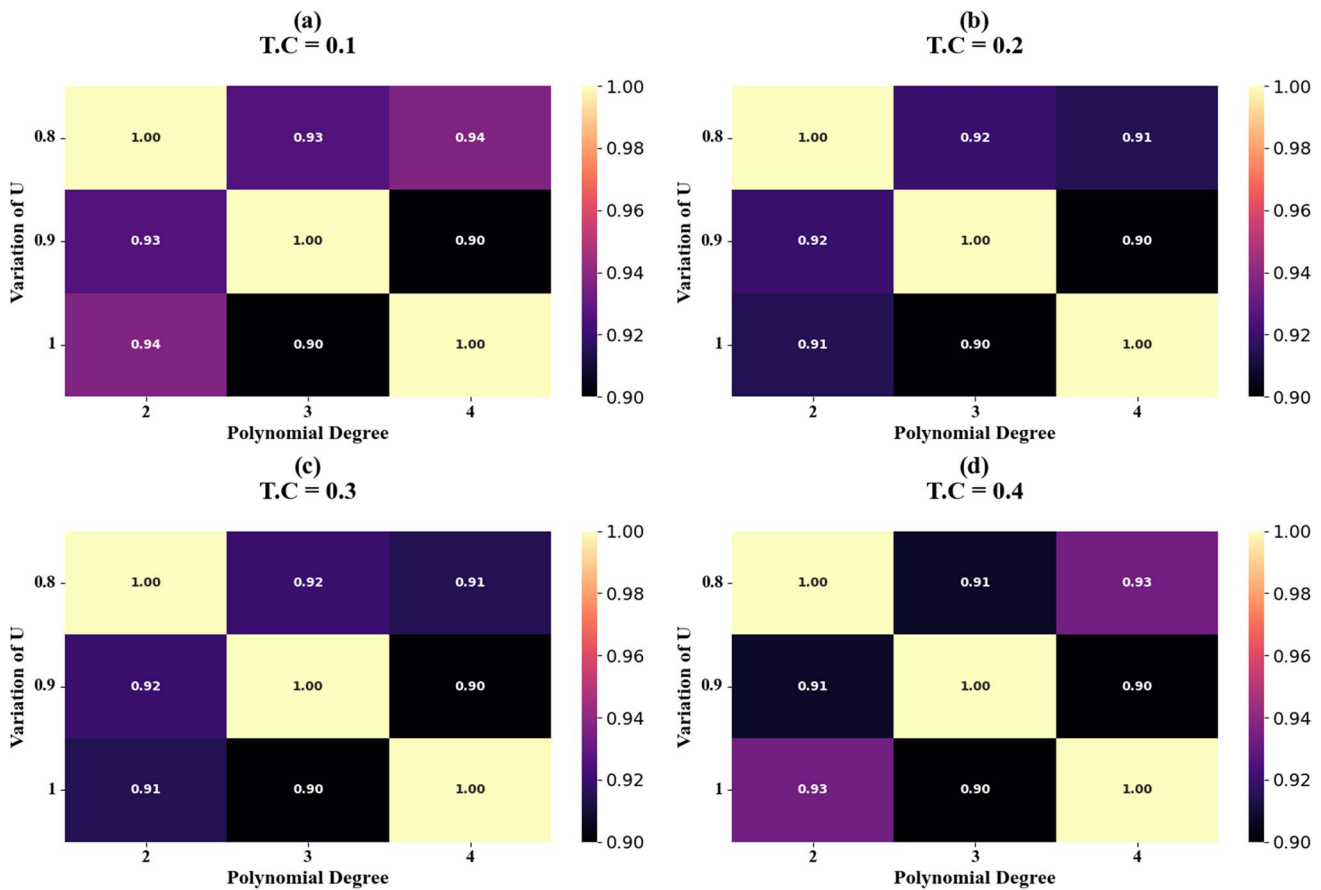 (a)
T.C = 0.1
Variation of U
0.8
0.9
1
1.00 0.93 0.94
0.93 1.00 0.90
0.94 0.90 1.00
2 3 4
Polynomial Degree
1.00
0.98
0.96
0.94
0.92
0.90
(b)
T.C = 0.2
Variation of U
0.8
0.9
1
1.00 0.92 0.91
0.92 1.00 0.90
0.91 0.90 1.00
2 3 4
Polynomial Degree
1.00
0.98
0.96
0.94
0.92
0.90
(c)
T.C = 0.3
Variation of U
0.8
0.9
1
1.00 0.92 0.91
0.92 1.00 0.90
0.91 0.90 1.00
2 3 4
Polynomial Degree
1.00
0.98
0.96
0.94
0.92
0.90
(d)
T.C = 0.4
Variation of U
0.8
0.9
1
1.00 0.91 0.93
0.91 1.00 0.90
0.93 0.90 1.00
2 3 4
Polynomial Degree
1.00
0.98
0.96
0.94
0.92
0.90